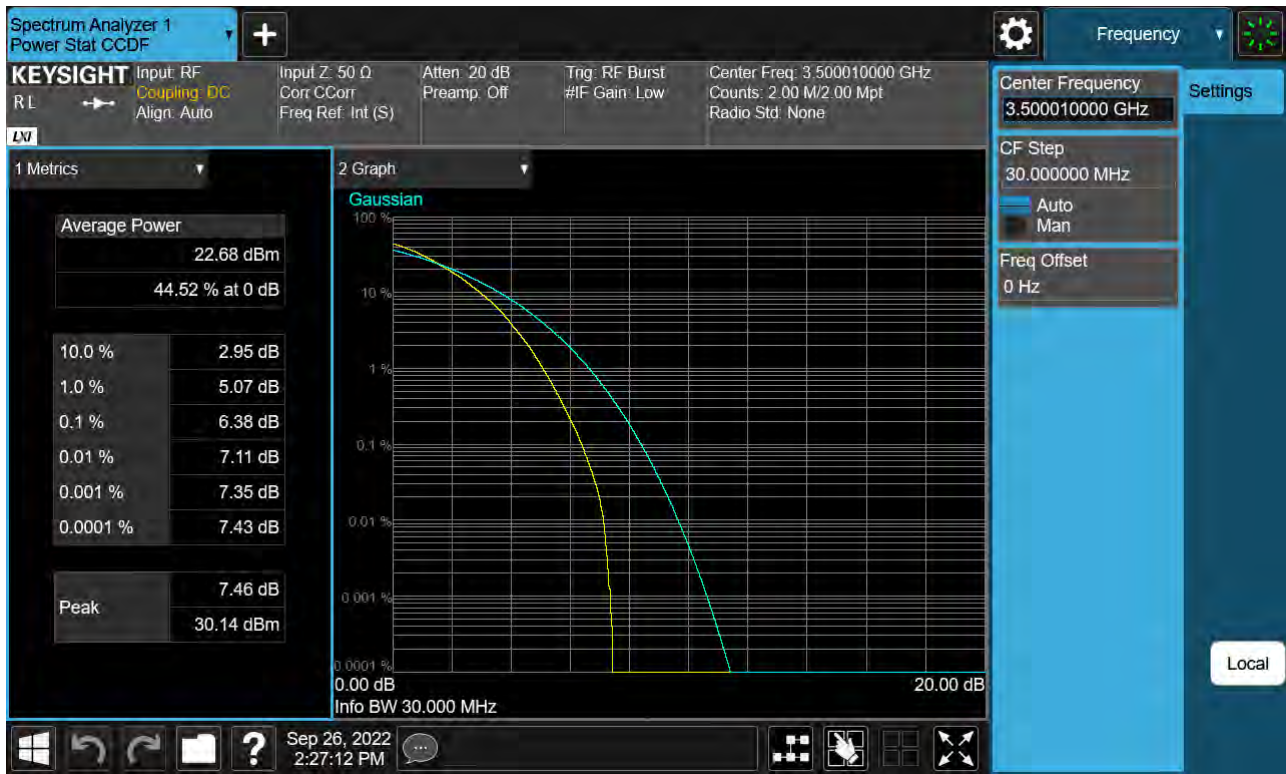 Spectrum Analyzer 1
Power Stat CCDF
Frequency
KEYSIGHT
R L
LXI
Input: RF
Coupling: DC
Align: Auto
Input Z: 50 Ω
Corr CCorr
Freq Ref: Int (S)
Atten: 20 dB
Preamp: Off
Trig: RF Burst
#IF Gain: Low
Center Freq: 3.500010000 GHz
Counts: 2.00 M/2.00 Mpt
Radio Std: None
Center Frequency
3.500010000 GHz
Settings
CF Step
30.000000 MHz
Auto
Man
Freq Offset
0 Hz
1 Metrics
Average Power
22.68 dBm
44.52 % at 0 dB
10.0 % 2.95 dB
1.0 % 5.07 dB
0.1 % 6.38 dB
0.01 % 7.11 dB
0.001 % 7.35 dB
0.0001 % 7.43 dB
Peak
7.46 dB
30.14 dBm
2 Graph
Gaussian
100 %
10 %
1 %
0.1 %
0.01 %
0.001 %
0.0001 %
0.00 dB 20.00 dB
Info BW 30.000 MHz
Local
?
Sep 26, 2022
2:27:12 PM